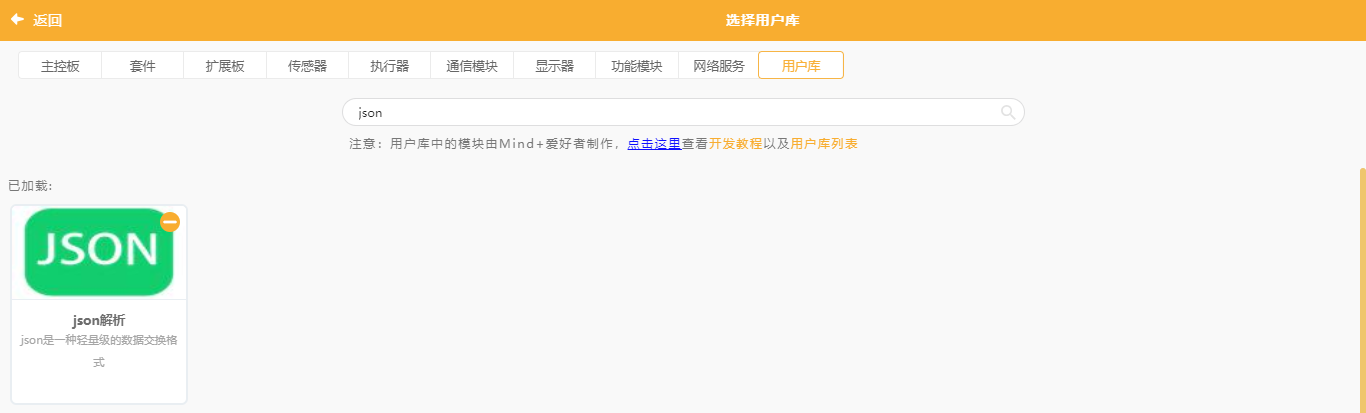 返回
选择用户库
主控板 套件 扩展板 传感器 执行器 通信模块 显示器 功能模块 网络服务 用户库
json
注意：用户库中的模块由Mind+爱好者制作，点击这里查看开发教程以及用户库列表
已加载:
JSON
json解析
json是一种轻量级的数据交换格
式